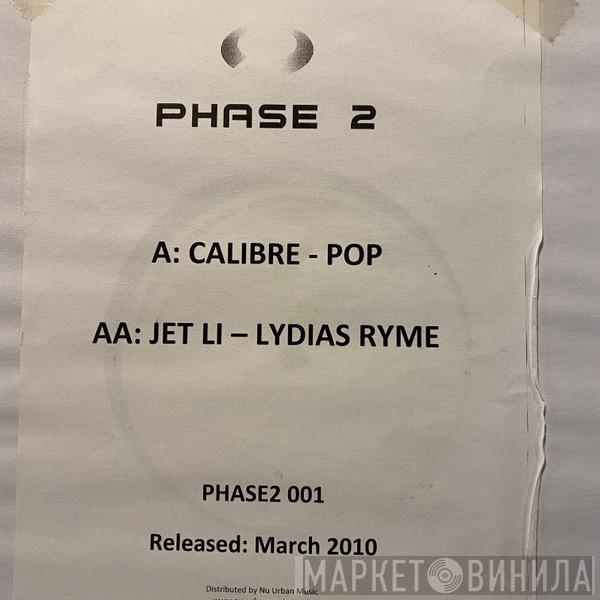 PHASE 2
A: CALIBRE - POP
AA: JET LI – LYDIAS RYME
PHASE2 001
Released: March 2010
Distributed by Nu Urban Music
МАРКЕТ ВИНИЛА